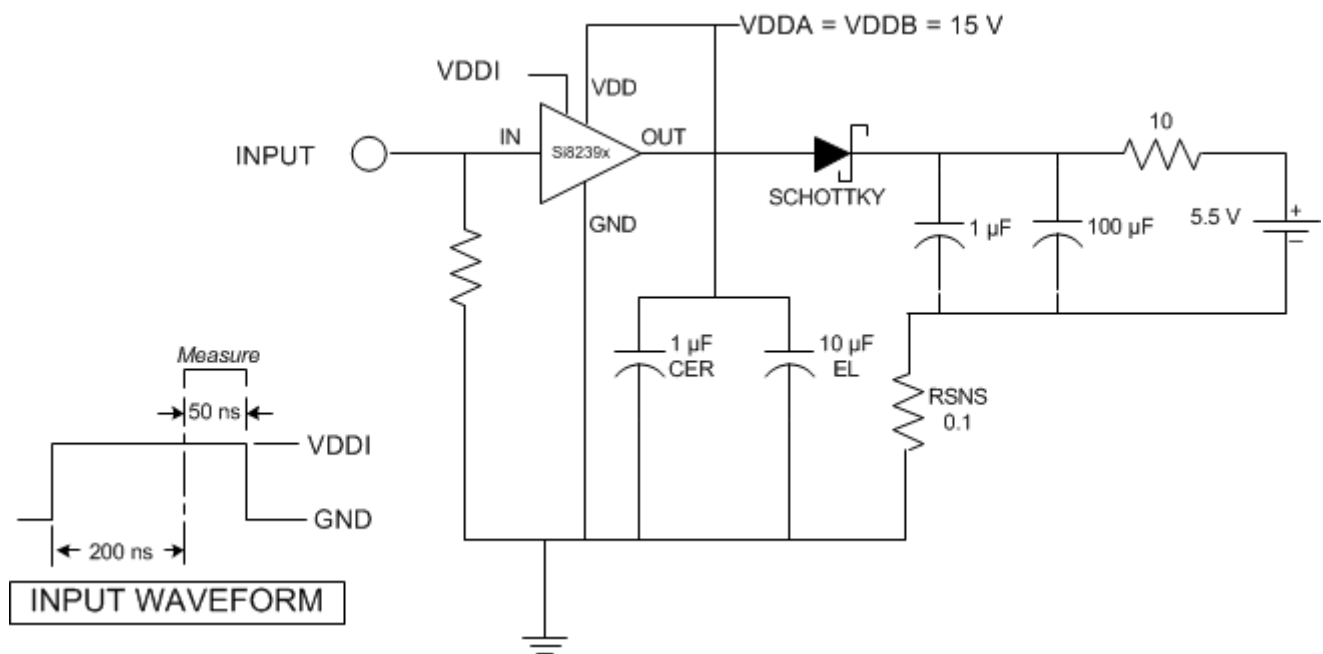 VDDA = VDDB = 15 V
VDDI
VDD
10
IN
OUT
INPUT
Si8239x
SCHOTTKY
GND
1 µF
100 µF
5.5 V
+
−
Measure
1 µF
CER
10 µF
EL
50 ns
RSNS
0.1
VDDI
GND
200 ns
INPUT WAVEFORM